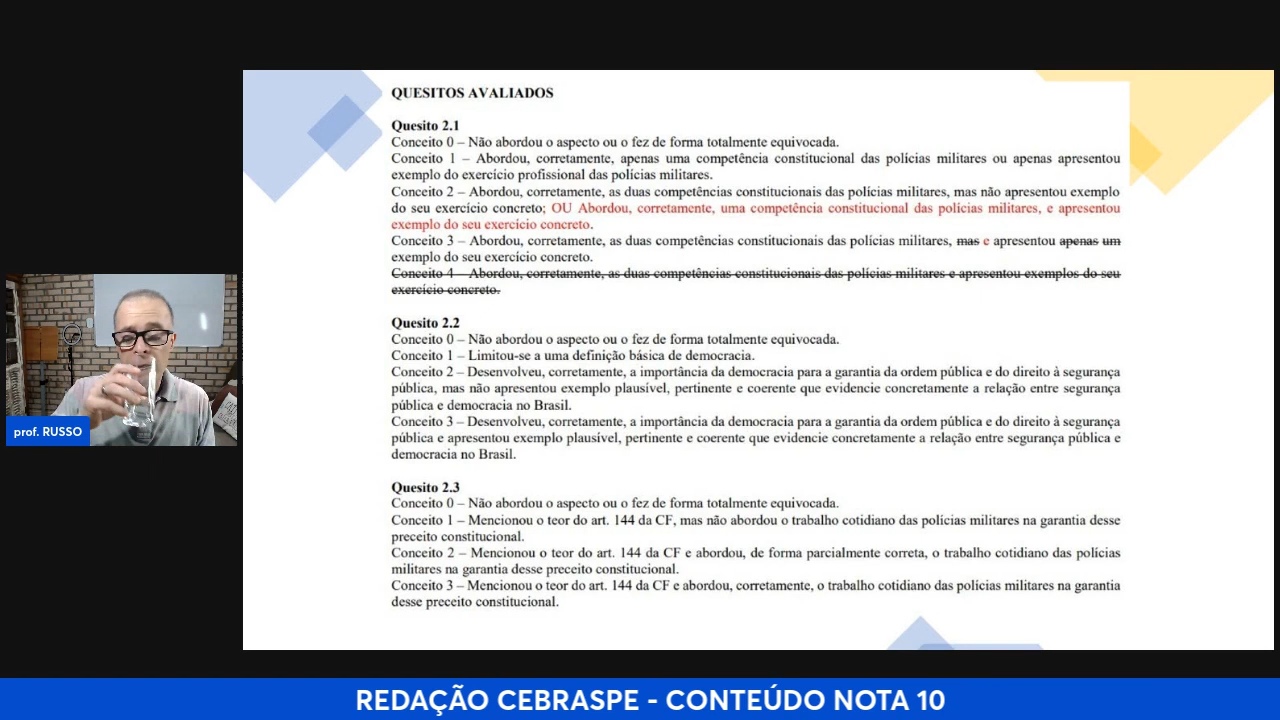 QUESITOS AVALIADOS
Quesito 2.1
Conceito 0 – Não abordou o aspecto ou o fez de forma totalmente equivocada.
Conceito 1 – Abordou, corretamente, apenas uma competência constitucional das polícias militares ou apenas apresentou
exemplo do exercício profissional das polícias militares.
Conceito 2 – Abordou, corretamente, as duas competências constitucionais das polícias militares, mas não apresentou exemplo
do seu exercício concreto; OU Abordou, corretamente, uma competência constitucional das polícias militares, e apresentou
exemplo do seu exercício concreto.
Conceito 3 – Abordou, corretamente, as duas competências constitucionais das polícias militares, mas e apresentou apenas um
exemplo do seu exercício concreto.
Conceito 4 – Abordou, corretamente, as duas competências constitucionais das polícias militares e apresentou exemplos do seu
exercício concreto.
Quesito 2.2
Conceito 0 – Não abordou o aspecto ou o fez de forma totalmente equivocada.
Conceito 1 – Limitou-se a uma definição básica de democracia.
Conceito 2 – Desenvolveu, corretamente, a importância da democracia para a garantia da ordem pública e do direito à segurança
pública, mas não apresentou exemplo plausível, pertinente e coerente que evidencie concretamente a relação entre segurança
pública e democracia no Brasil.
Conceito 3 – Desenvolveu, corretamente, a importância da democracia para a garantia da ordem pública e do direito à segurança
pública e apresentou exemplo plausível, pertinente e coerente que evidencie concretamente a relação entre segurança pública e
democracia no Brasil.
Quesito 2.3
Conceito 0 – Não abordou o aspecto ou o fez de forma totalmente equivocada.
Conceito 1 – Mencionou o teor do art. 144 da CF, mas não abordou o trabalho cotidiano das polícias militares na garantia desse
preceito constitucional.
Conceito 2 – Mencionou o teor do art. 144 da CF e abordou, de forma parcialmente correta, o trabalho cotidiano das polícias
militares na garantia desse preceito constitucional.
Conceito 3 – Mencionou o teor do art. 144 da CF e abordou, corretamente, o trabalho cotidiano das polícias militares na garantia
desse preceito constitucional.
prof. RUSSO
REDAÇÃO CEBRASPE - CONTEÚDO NOTA 10